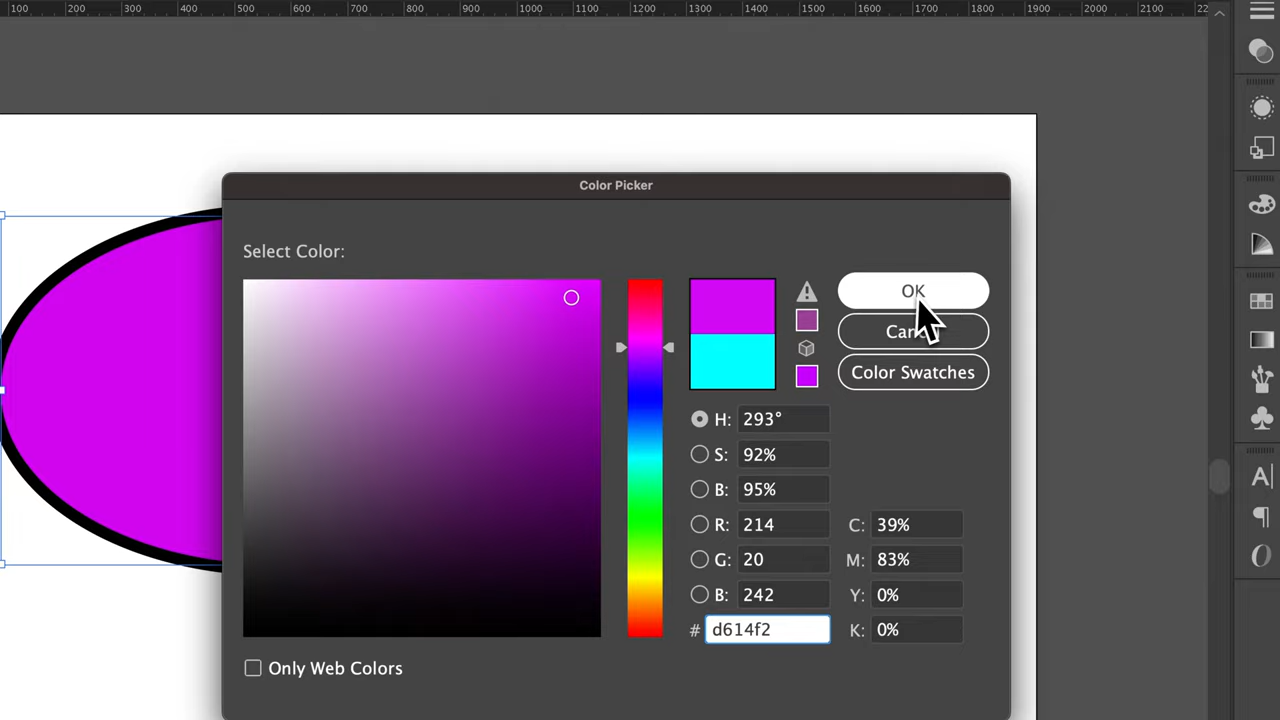 100 200 300 400 500 600 700 800 900 1000 1100 1200 1300 1400 1500 1600 1700 1800 1900 2000 2100
Color Picker
Select Color:
OK
Color Swatches
H: 293°
S: 92%
B: 95%
R: 214 C: 39%
G: 20 M: 83%
B: 242 Y: 0%
# d614f2 K: 0%
Only Web Colors